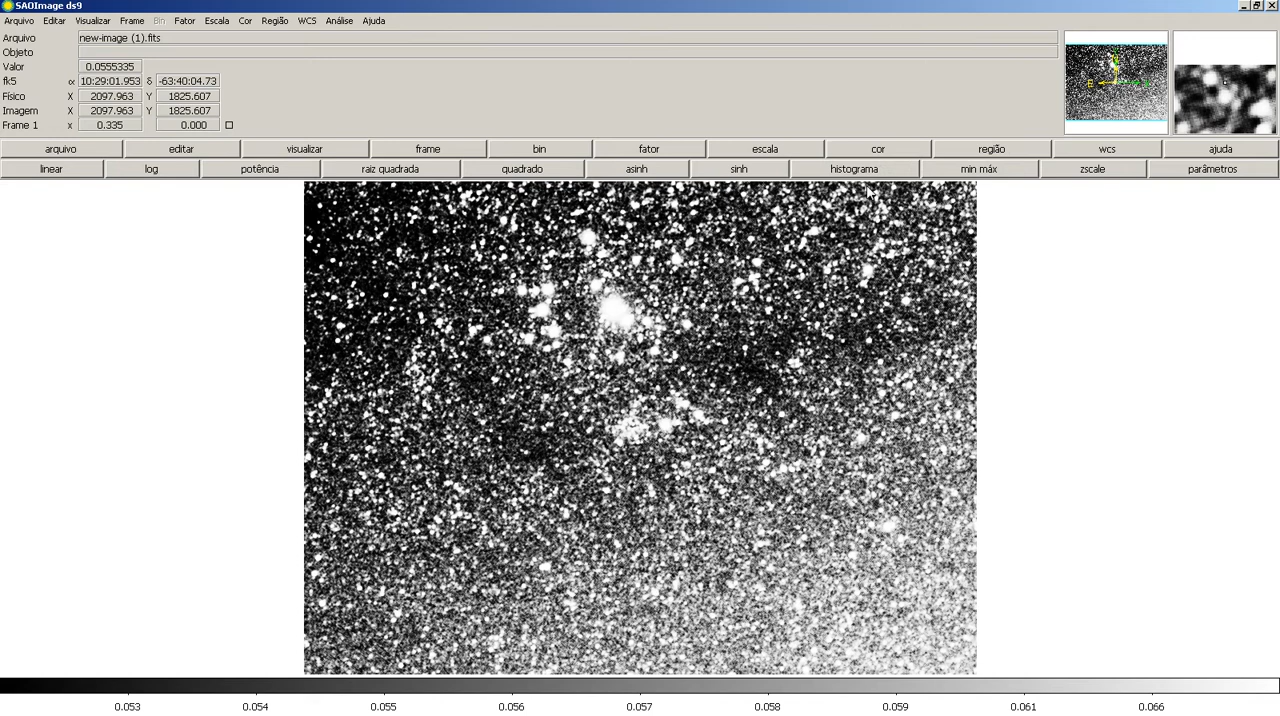 SAOImage ds9
Arquivo Editar Visualizar Frame Bin Fator Escala Cor Região WCS Análise Ajuda
Arquivo new-image (1).fits
Objeto
Valor 0.0555335
fk5 α 10:29:01.953 δ -63:40:04.73
Físico X 2097.963 Y 1825.607
Imagem X 2097.963 Y 1825.607
Frame 1 x 0.335 0.000
E
arquivo editar visualizar frame bin fator escala cor região wcs ajuda
linear log potência raiz quadrada quadrado asinh sinh histograma min máx zscale parâmetros
0.053 0.054 0.055 0.056 0.057 0.058 0.059 0.061 0.066